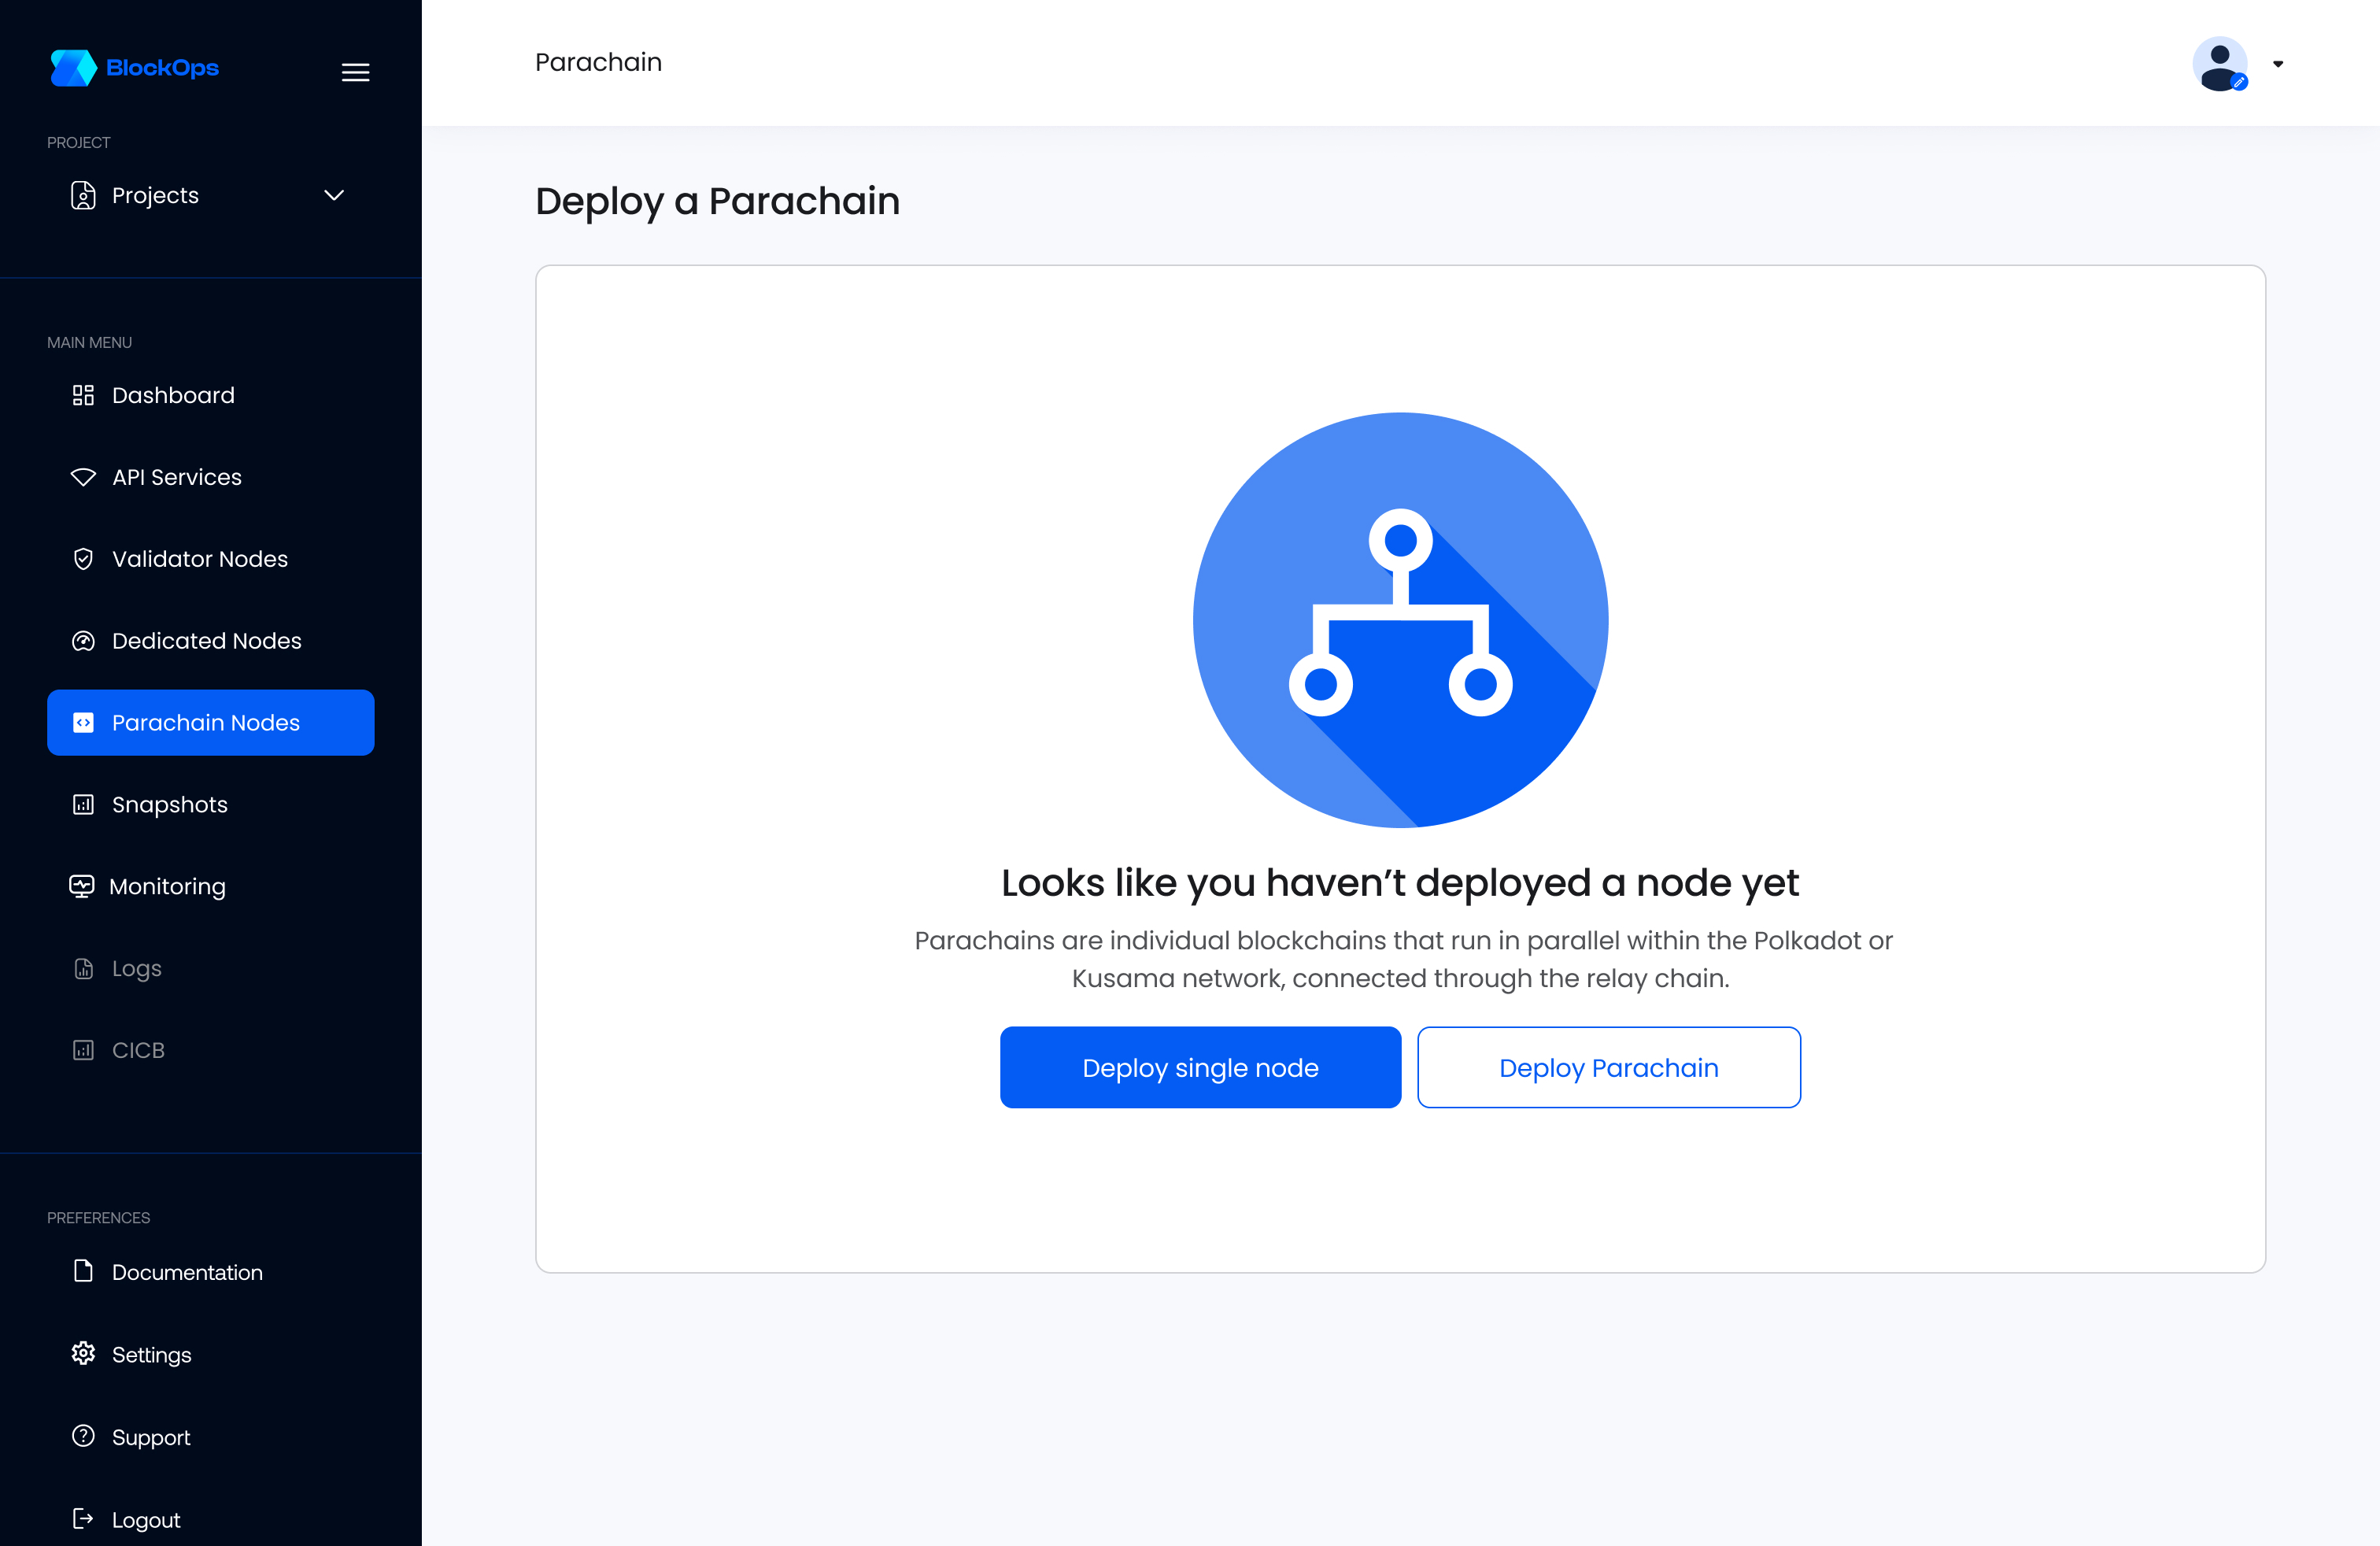 BlockOps
PROJECT
Projects
MAIN MENU
Dashboard
API Services
Validator Nodes
Dedicated Nodes
Parachain Nodes
Snapshots
Monitoring
Logs
CICB
PREFERENCES
Documentation
Settings
Support
Logout
Parachain
Deploy a Parachain
Looks like you haven’t deployed a node yet
Parachains are individual blockchains that run in parallel within the Polkadot or
Kusama network, connected through the relay chain.
Deploy single node
Deploy Parachain